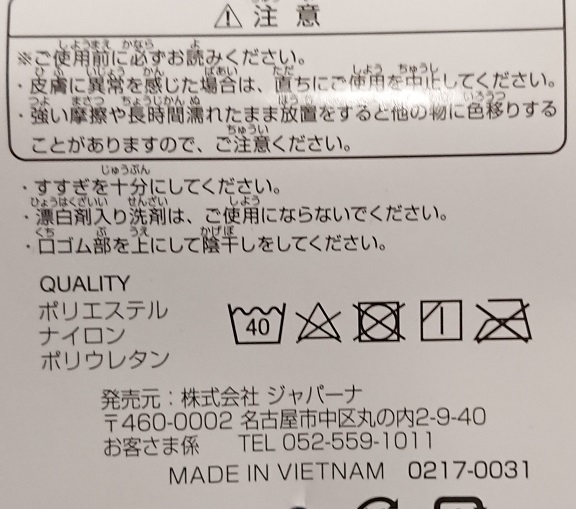 ⚠注意
※ご使用前に必ずお読みください。
・皮膚に異常を感じた場合は、直ちにご使用を中止してください。
・強い摩擦や長時間濡れたまま放置をすると他の物に色移りする
ことがありますので、ご注意ください。
・すすぎを十分にしてください。
・漂白剤入り洗剤は、ご使用にならないでください。
・口ゴム部を上にして陰干しをしてください。
QUALITY
ポリエステル
ナイロン
ポリウレタン
40
発売元：株式会社 ジャパーナ
〒460-0002 名古屋市中区丸の内2-9-40
お客さま係 TEL 052-559-1011
MADE IN VIETNAM 0217-0031